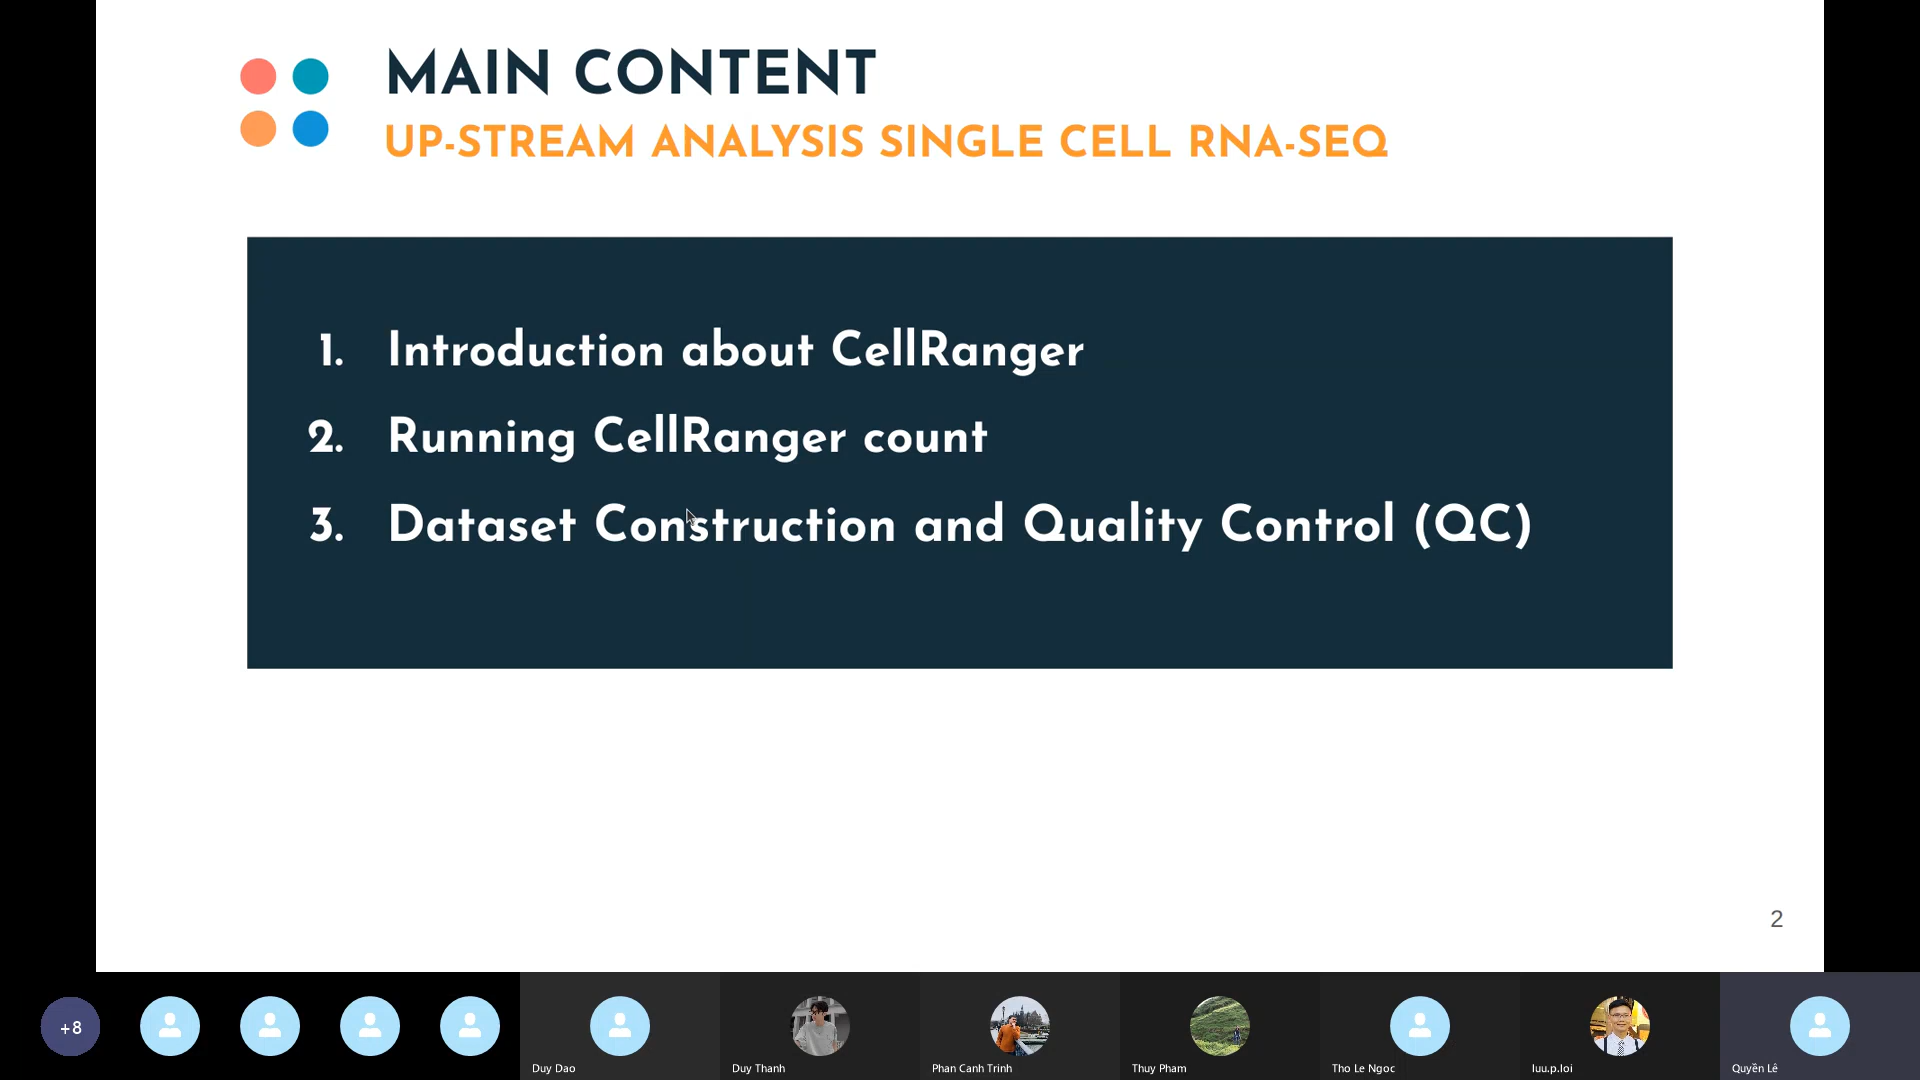 MAIN CONTENT
UP-STREAM ANALYSIS SINGLE CELL RNA-SEQ
1. Introduction about CellRanger
2. Running CellRanger count
3. Dataset Construction and Quality Control (QC)
2
+8
Duy Dao
Duy Thanh
Phan Canh Trinh
Thuy Pham
Tho Le Ngoc
luu.p.loi
Quyền Lê